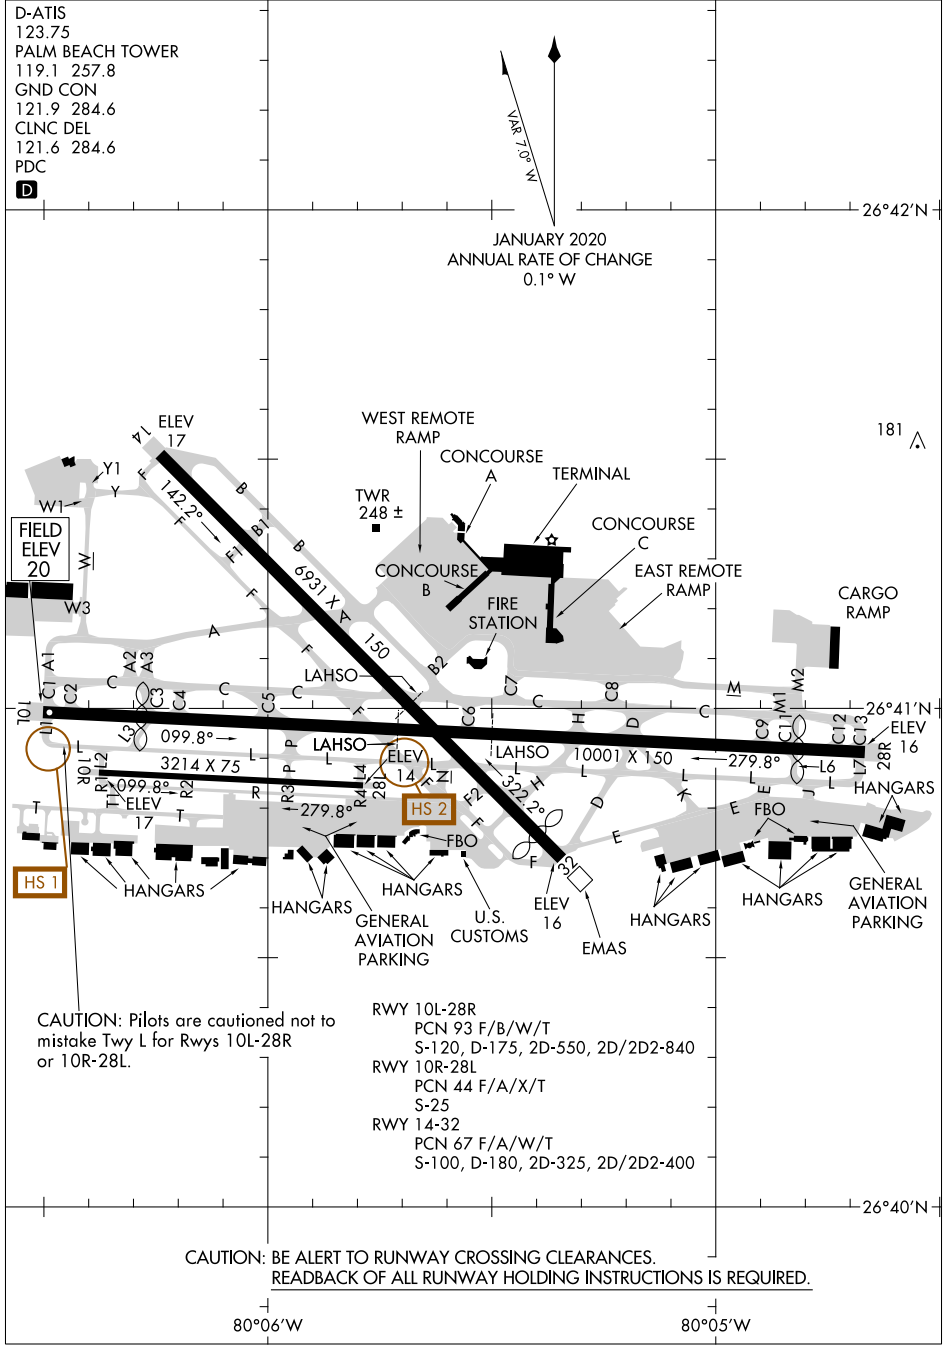 D-ATIS
123.75
PALM BEACH TOWER
119.1 257.8
GND CON
121.9 284.6
CLNC DEL
121.6 284.6
PDC
D
VAR 7.0° W
26°42'N
JANUARY 2020
ANNUAL RATE OF CHANGE
0.1° W
14
ELEV
17
WEST REMOTE
RAMP
CONCOURSE
A
TERMINAL
181
Y1
Y
W1
F
B
142.2°
F
B1
B
F1
TWR
248 ±
CONCOURSE
C
FIELD
ELEV
20
W
W3
F
6931 X 150
A
CONCOURSE
B
FIRE
STATION
EAST REMOTE
RAMP
CARGO
RAMP
A
F
A1
A2
A3
B2
LAHSO
C1
C2
C
C3
C4
C
C5
C
F
C6
C7
C
H
C8
D
C
M
M1
M2
C9
C11
C12
C13
26°41'N
10L
L1
L3
099.8°
LAHSO
LAHSO
10001 X 150
279.8°
L6
L7
28R
ELEV
16
L
L
P
P
L
L
L
L
L
L
L
10R
3214 X 75
L2
R1
T1
099.8°
R2
R
R3
R4
L4
28L
ELEV
14
N
F
F2
F
F
322.2°
H
D
E
K
E
E
J
279.8°
ELEV
17
T
T
HS 2
HS 1
FBO
FBO
HANGARS
32
HANGARS
HANGARS
HANGARS
HANGARS
HANGARS
GENERAL
AVIATION
PARKING
U.S.
CUSTOMS
ELEV
16
EMAS
GENERAL
AVIATION
PARKING
CAUTION: Pilots are cautioned not to
mistake Twy L for Rwys 10L-28R
or 10R-28L.
RWY 10L-28R
PCN 93 F/B/W/T
S-120, D-175, 2D-550, 2D/2D2-840
RWY 10R-28L
PCN 44 F/A/X/T
S-25
RWY 14-32
PCN 67 F/A/W/T
S-100, D-180, 2D-325, 2D/2D2-400
26°40'N
CAUTION: BE ALERT TO RUNWAY CROSSING CLEARANCES.
READBACK OF ALL RUNWAY HOLDING INSTRUCTIONS IS REQUIRED.
80°06'W
80°05'W